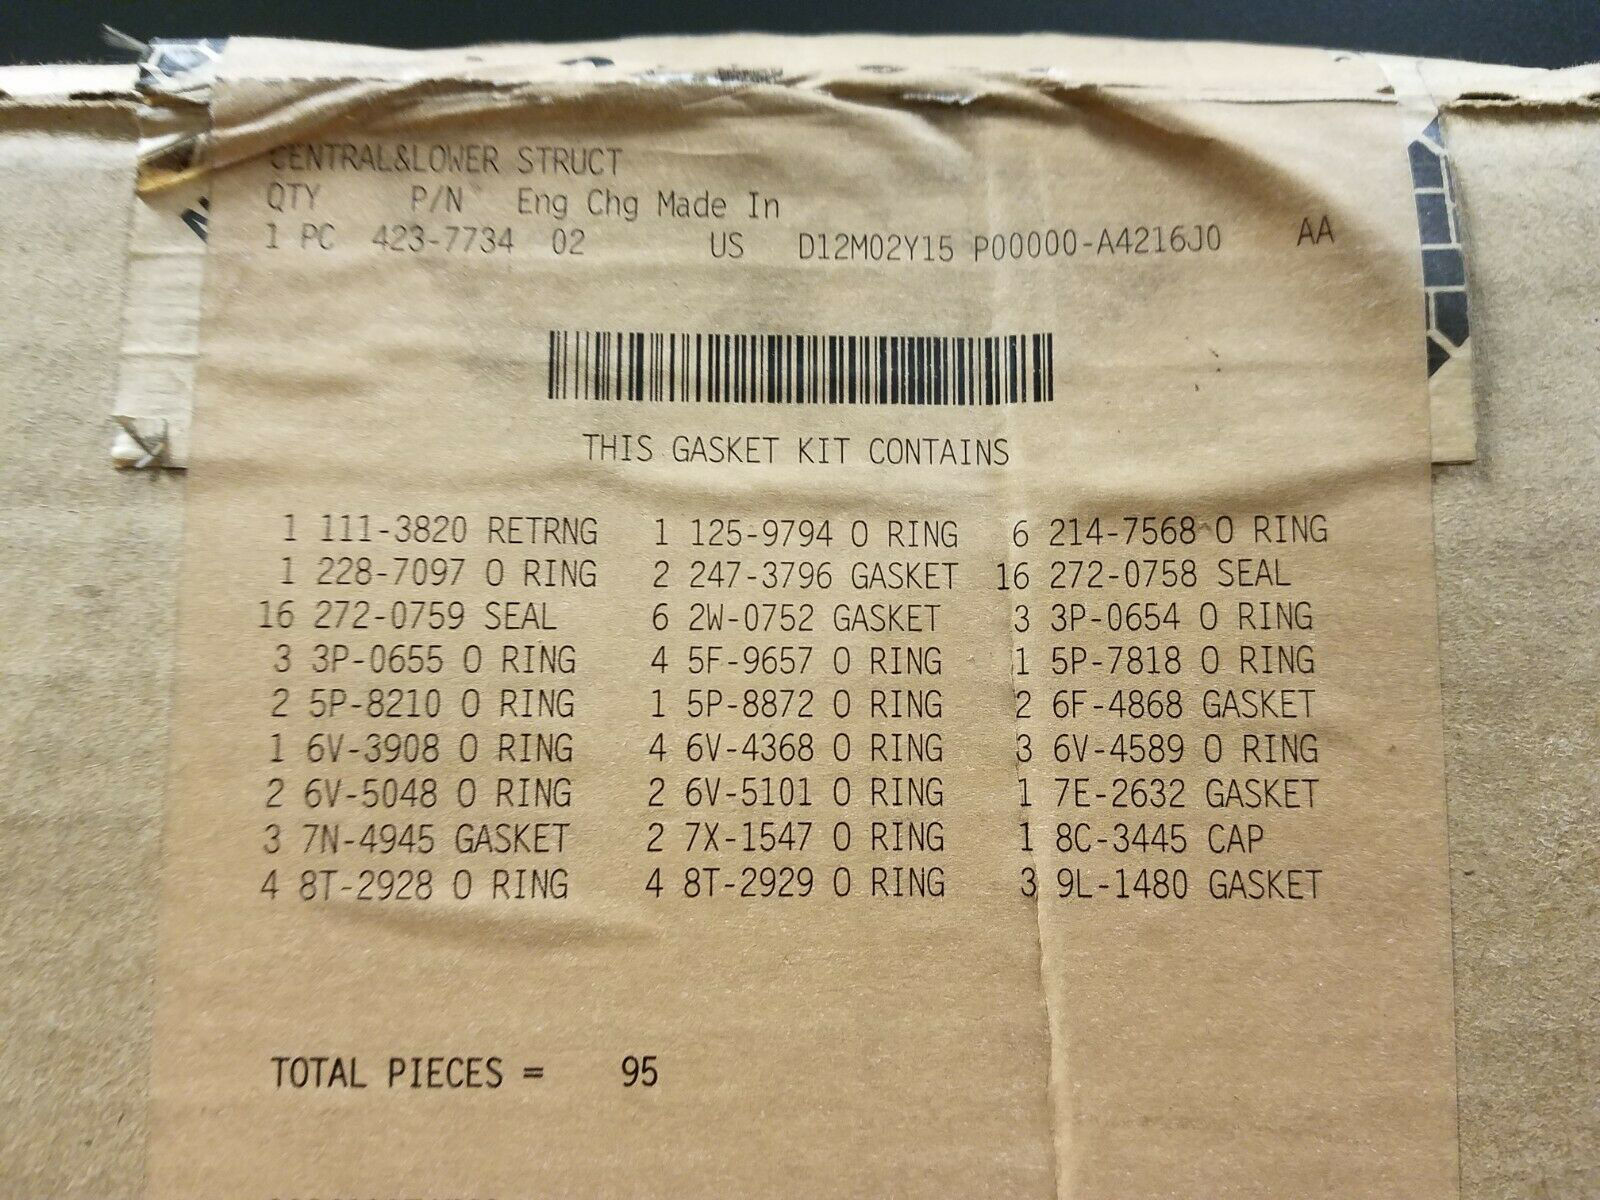 CENTRAL&LOWER STRUCT
QTY P/N Eng Chg Made In
1 PC 423-7734 02 US D12M02Y15 P00000-A4216J0 AA
THIS GASKET KIT CONTAINS
1 111-3820 RETRNG 1 125-9794 O RING 6 214-7568 O RING
1 228-7097 O RING 2 247-3796 GASKET 16 272-0758 SEAL
16 272-0759 SEAL 6 2W-0752 GASKET 3 3P-0654 O RING
3 3P-0655 O RING 4 5F-9657 O RING 1 5P-7818 O RING
2 5P-8210 O RING 1 5P-8872 O RING 2 6F-4868 GASKET
1 6V-3908 O RING 4 6V-4368 O RING 3 6V-4589 O RING
2 6V-5048 O RING 2 6V-5101 O RING 1 7E-2632 GASKET
3 7N-4945 GASKET 2 7X-1547 O RING 1 8C-3445 CAP
4 8T-2928 O RING 4 8T-2929 O RING 3 9L-1480 GASKET
TOTAL PIECES = 95